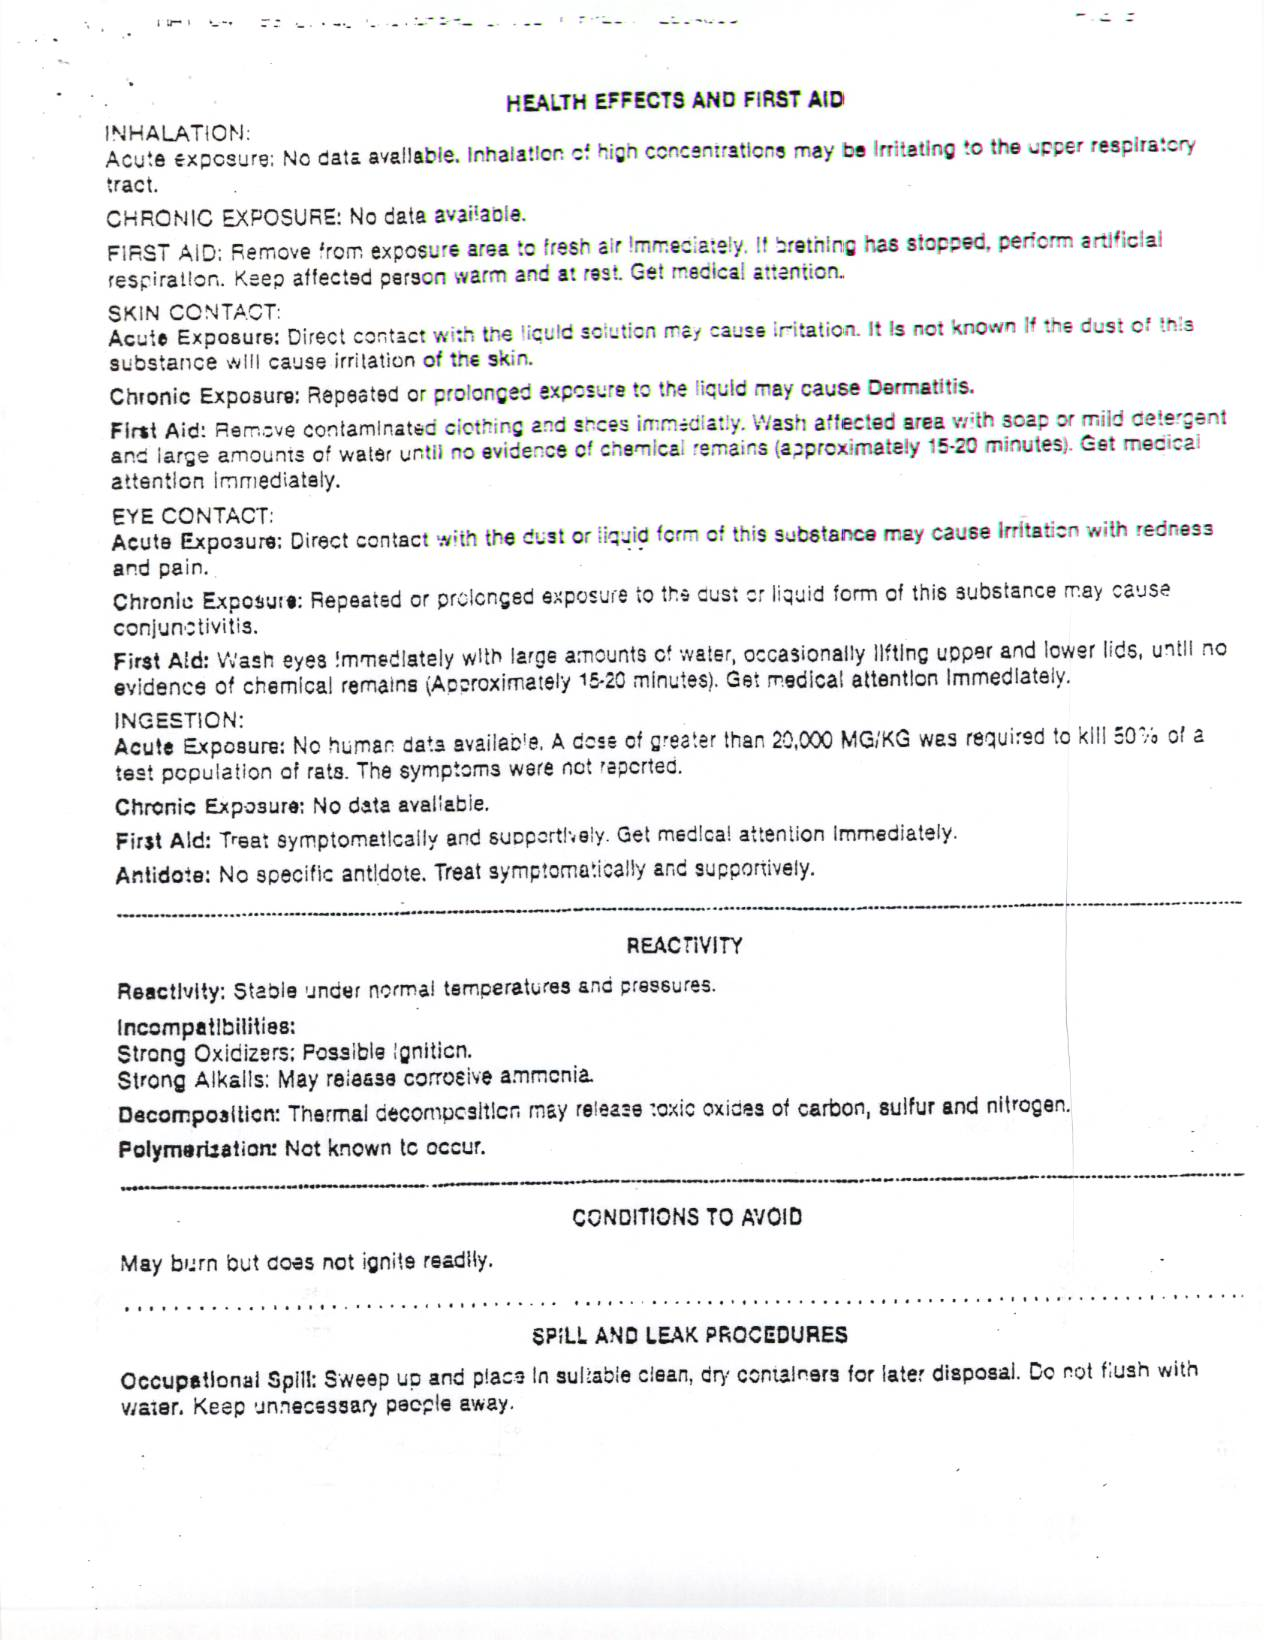 HEALTH EFFECTS AND FIRST AID
INHALATION:
Acute exposure: No data available. Inhalation of high concentrations may be irritating to the upper respiratory
tract.
CHRONIC EXPOSURE: No data available.
FIRST AID: Remove from exposure area to fresh air immediately. If brething has stopped, perform artificial
respiration. Keep affected person warm and at rest. Get medical attention.
SKIN CONTACT:
Acute Exposure: Direct contact with the liquid solution may cause irritation. It is not known if the dust of this
substance will cause irritation of the skin.
Chronic Exposure: Repeated or prolonged exposure to the liquid may cause Dermatitis.
First Aid: Remove contaminated clothing and shoes immediatly. Wash affected area with soap or mild detergent
and large amounts of water until no evidence of chemical remains (approximately 15-20 minutes). Get medical
attention immediately.
EYE CONTACT:
Acute Exposure: Direct contact with the dust or liquid form of this substance may cause irritation with redness
and pain.
Chronic Exposure: Repeated or prolonged exposure to the dust or liquid form of this substance may cause
conjunctivitis.
First Aid: Wash eyes immediately with large amounts of water, occasionally lifting upper and lower lids, until no
evidence of chemical remains (Approximately 15-20 minutes). Get medical attention immediately.
INGESTION:
Acute Exposure: No human data available. A dose of greater than 20,000 MG/KG was required to kill 50% of a
test population of rats. The symptoms were not reported.
Chronic Exposure: No data available.
First Aid: Treat symptomatically and supportively. Get medical attention immediately.
Antidote: No specific antidote. Treat symptomatically and supportively.
REACTIVITY
Reactivity: Stable under normal temperatures and pressures.
Incompatibilities:
Strong Oxidizers: Possible ignition.
Strong Alkalis: May release corrosive ammonia.
Decomposition: Thermal decomposition may release toxic oxides of carbon, sulfur and nitrogen.
Polymerization: Not known to occur.
CONDITIONS TO AVOID
May burn but does not ignite readily.
SPILL AND LEAK PROCEDURES
Occupational Spill: Sweep up and place in suitable clean, dry containers for later disposal. Do not flush with
water. Keep unnecessary people away.